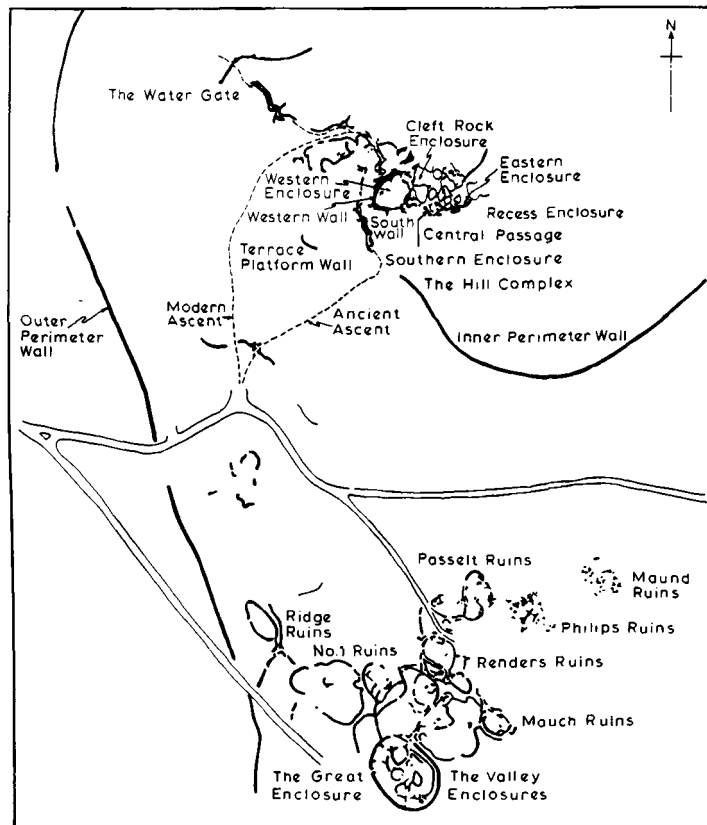 N
The Water Gate
Cleft Rock
Enclosure
Eastern
Enclosure
Western
Enclosure
Western Wall
South
Wall
Recess Enclosure
Central Passage
Terrace
Platform Wall
Southern Enclosure
The Hill Complex
Modern
Ascent
Ancient
Ascent
Outer
Perimeter
Wall
Inner Perimeter Wall
Passelt Ruins
Maund
Ruins
Ridge
Ruins
Philips Ruins
No.1 Ruins
Renders Ruins
Mauch Ruins
The Great
Enclosure
The Valley
Enclosures